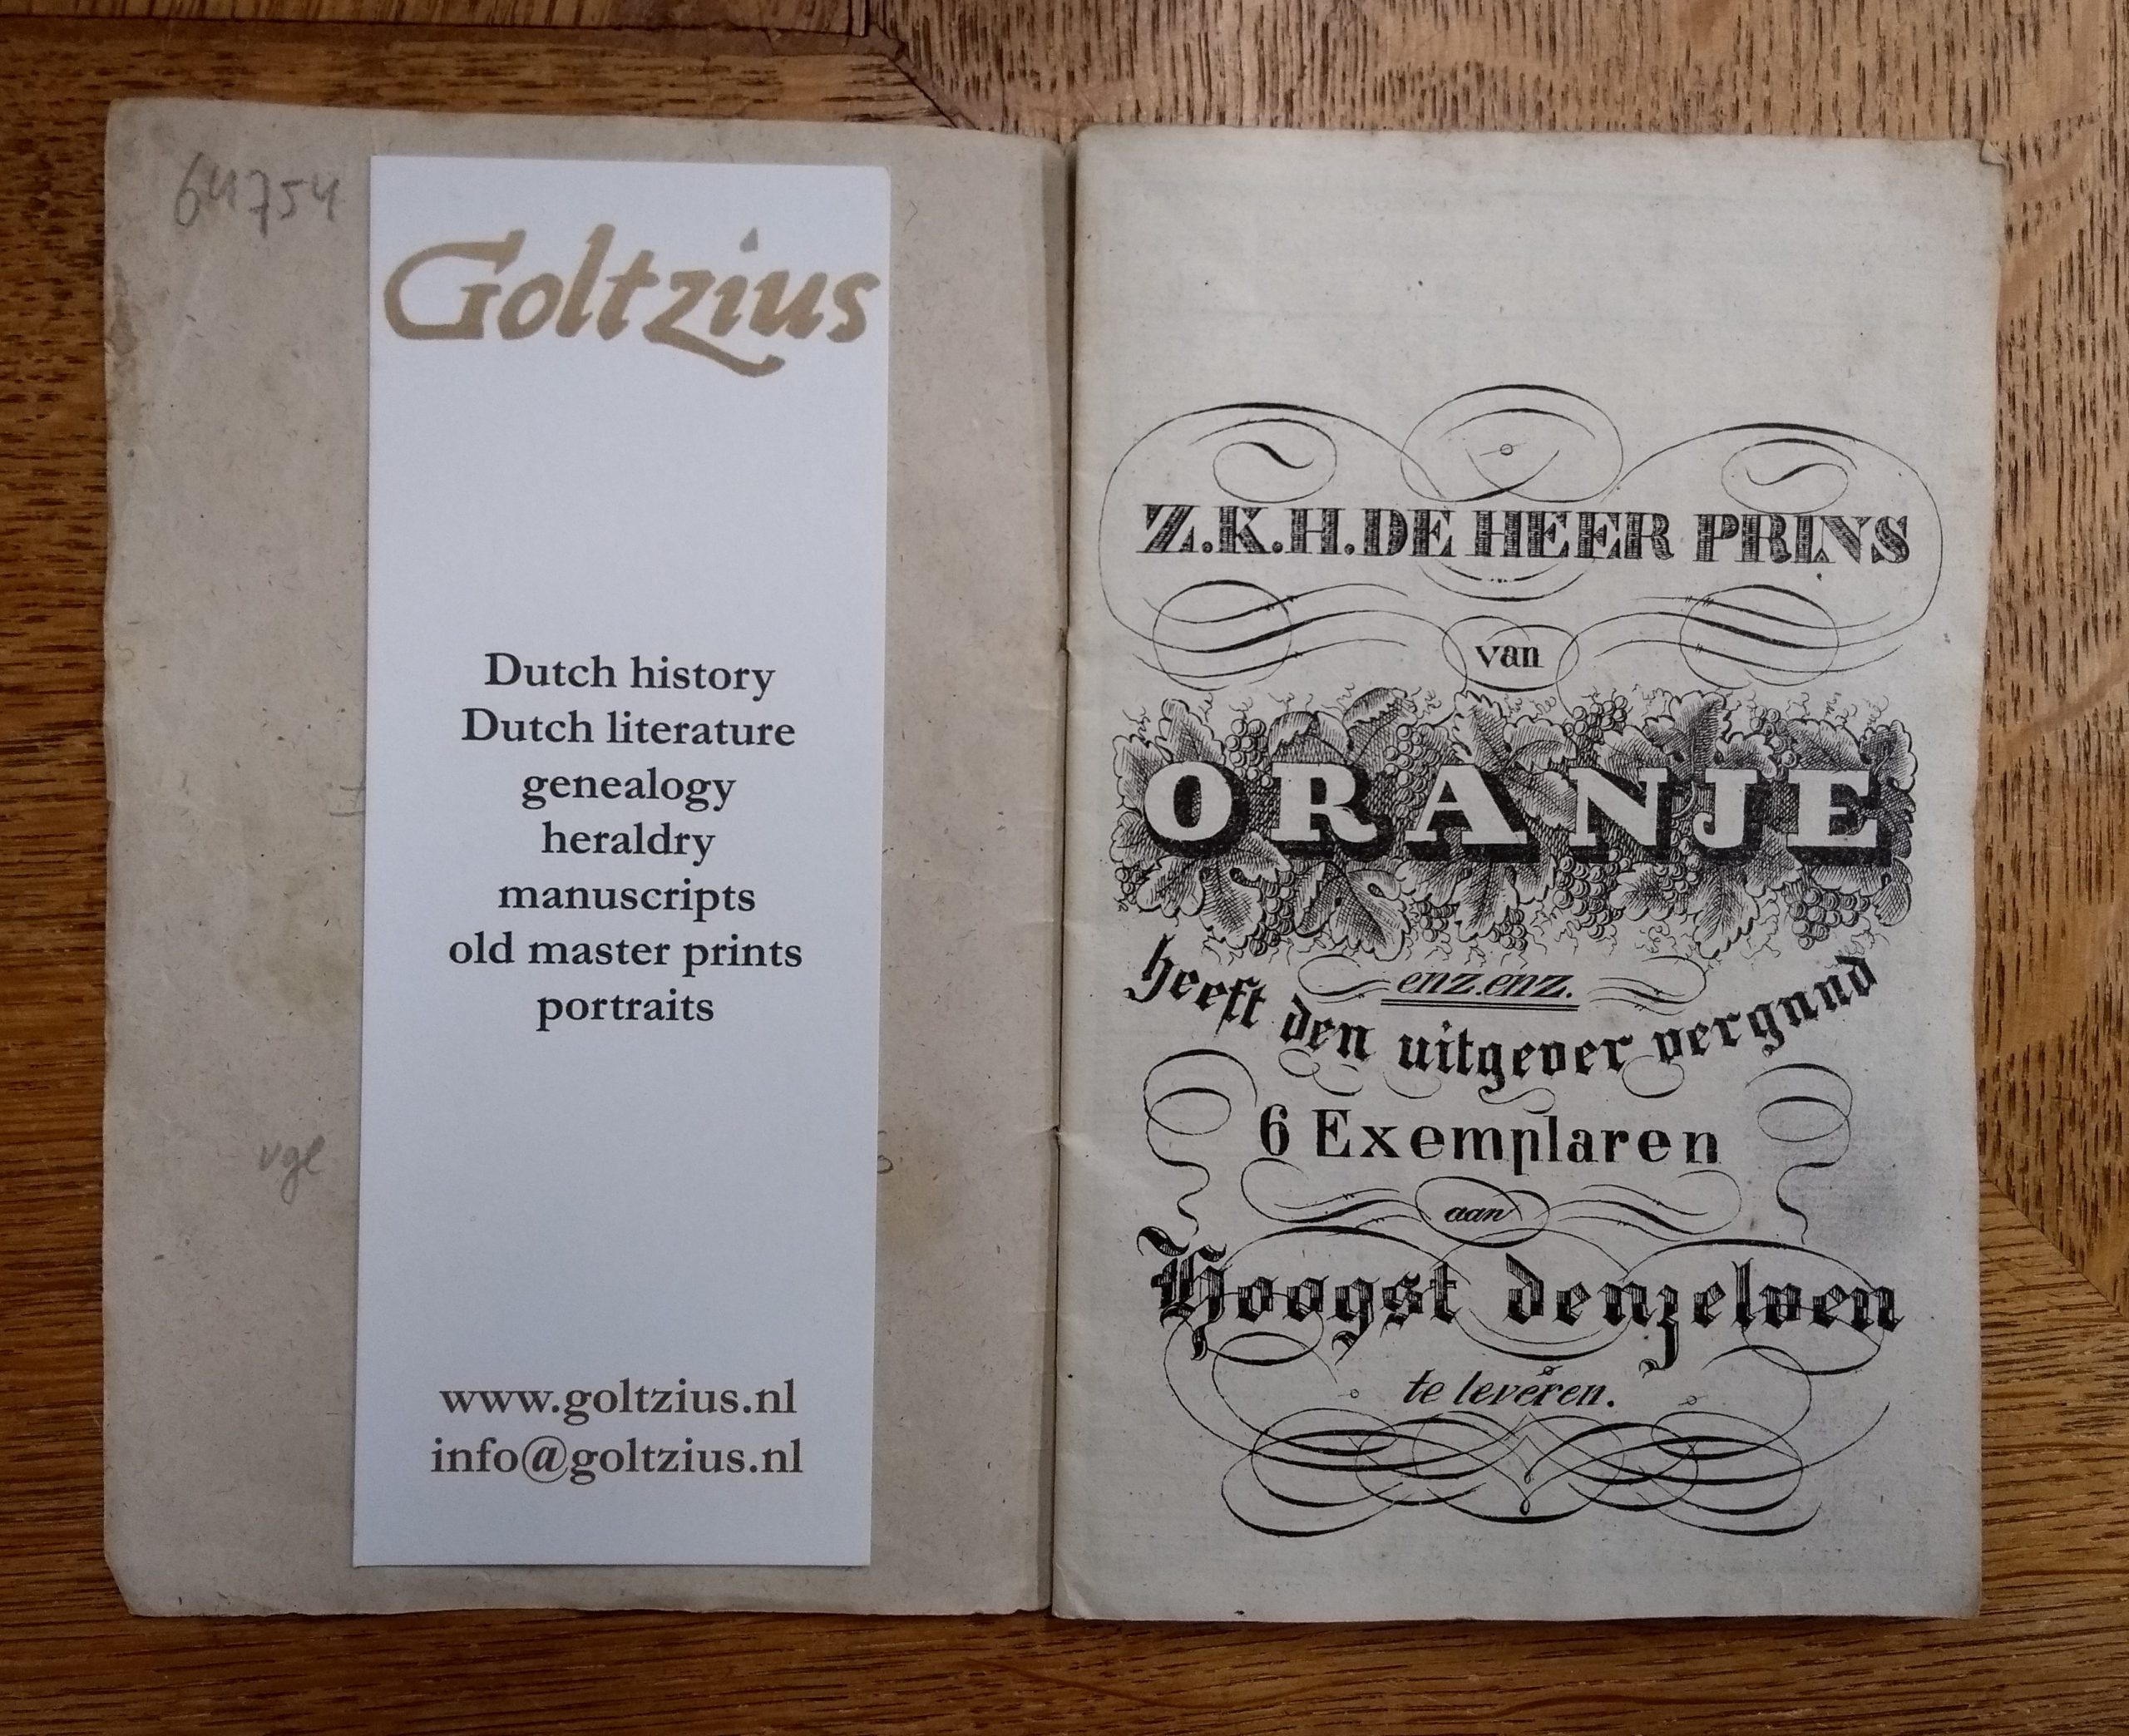 64754
Goltzius
Dutch history
Dutch literature
genealogy
heraldry
manuscripts
old master prints
portraits
www.goltzius.nl
info@goltzius.nl
vgl
Z.K.H. DE HEER PRINS
van
ORANJE
enz. enz.
heeft den uitgever vergund
6 Exemplaren
aan
Hoogst denzelven
te leveren.